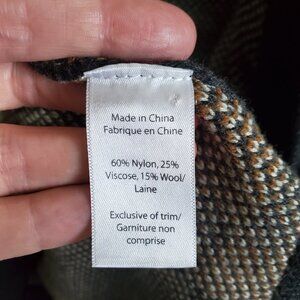 Made in China
Fabrique en Chine
60% Nylon, 25%
Viscose, 15% Wool/
Laine
Exclusive of trim/
Garniture non
comprise